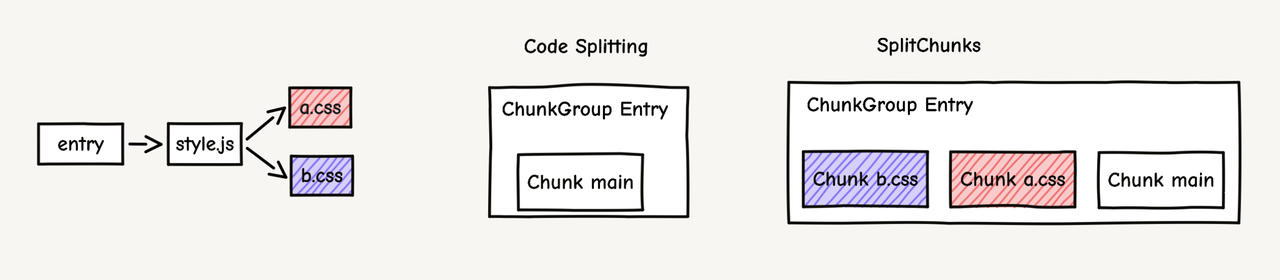 entry
style.js
a.css
b.css
Code Splitting
ChunkGroup Entry
Chunk main
SplitChunks
ChunkGroup Entry
Chunk b.css
Chunk a.css
Chunk main